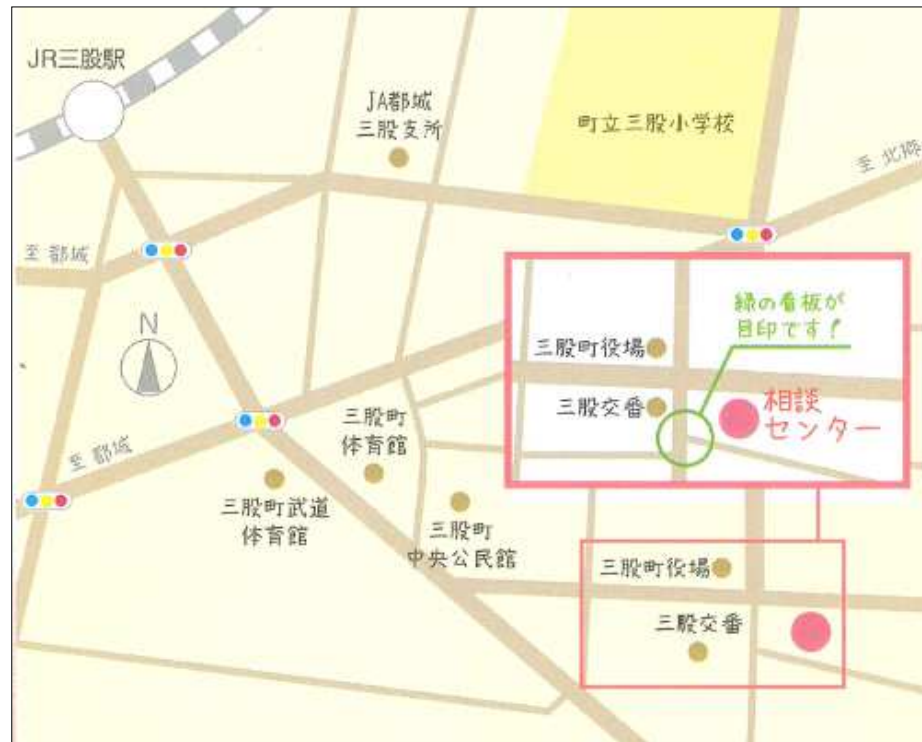 JR三股駅
JA都城
三股支所
町立三股小学校
至 北郷
至 都城
N
緑の看板が
目印です!
三股町役場
三股交番
相談
センター
三股町
体育館
至 都城
三股町武道
体育館
三股町
中央公民館
三股町役場
三股交番